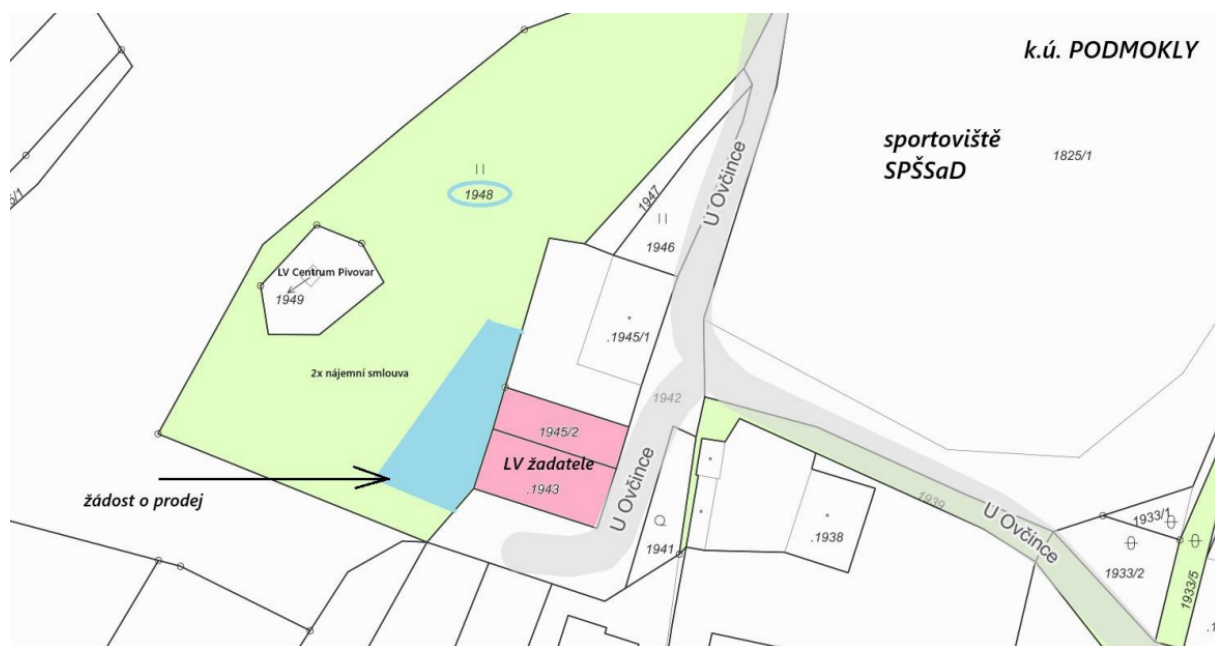 k.ú. PODMOKLY
sportoviště
SPŠSaD
1825/1
1948
U Ovčince
1947
1946
LV Centrum Pivovar
1949
.1945/1
2x nájemní smlouva
1942
1945/2
LV žadatele
.1943
žádost o prodej
U Ovčince
1941
.1938
1939
U Ovčince
1933/1
1933/2
1933/5